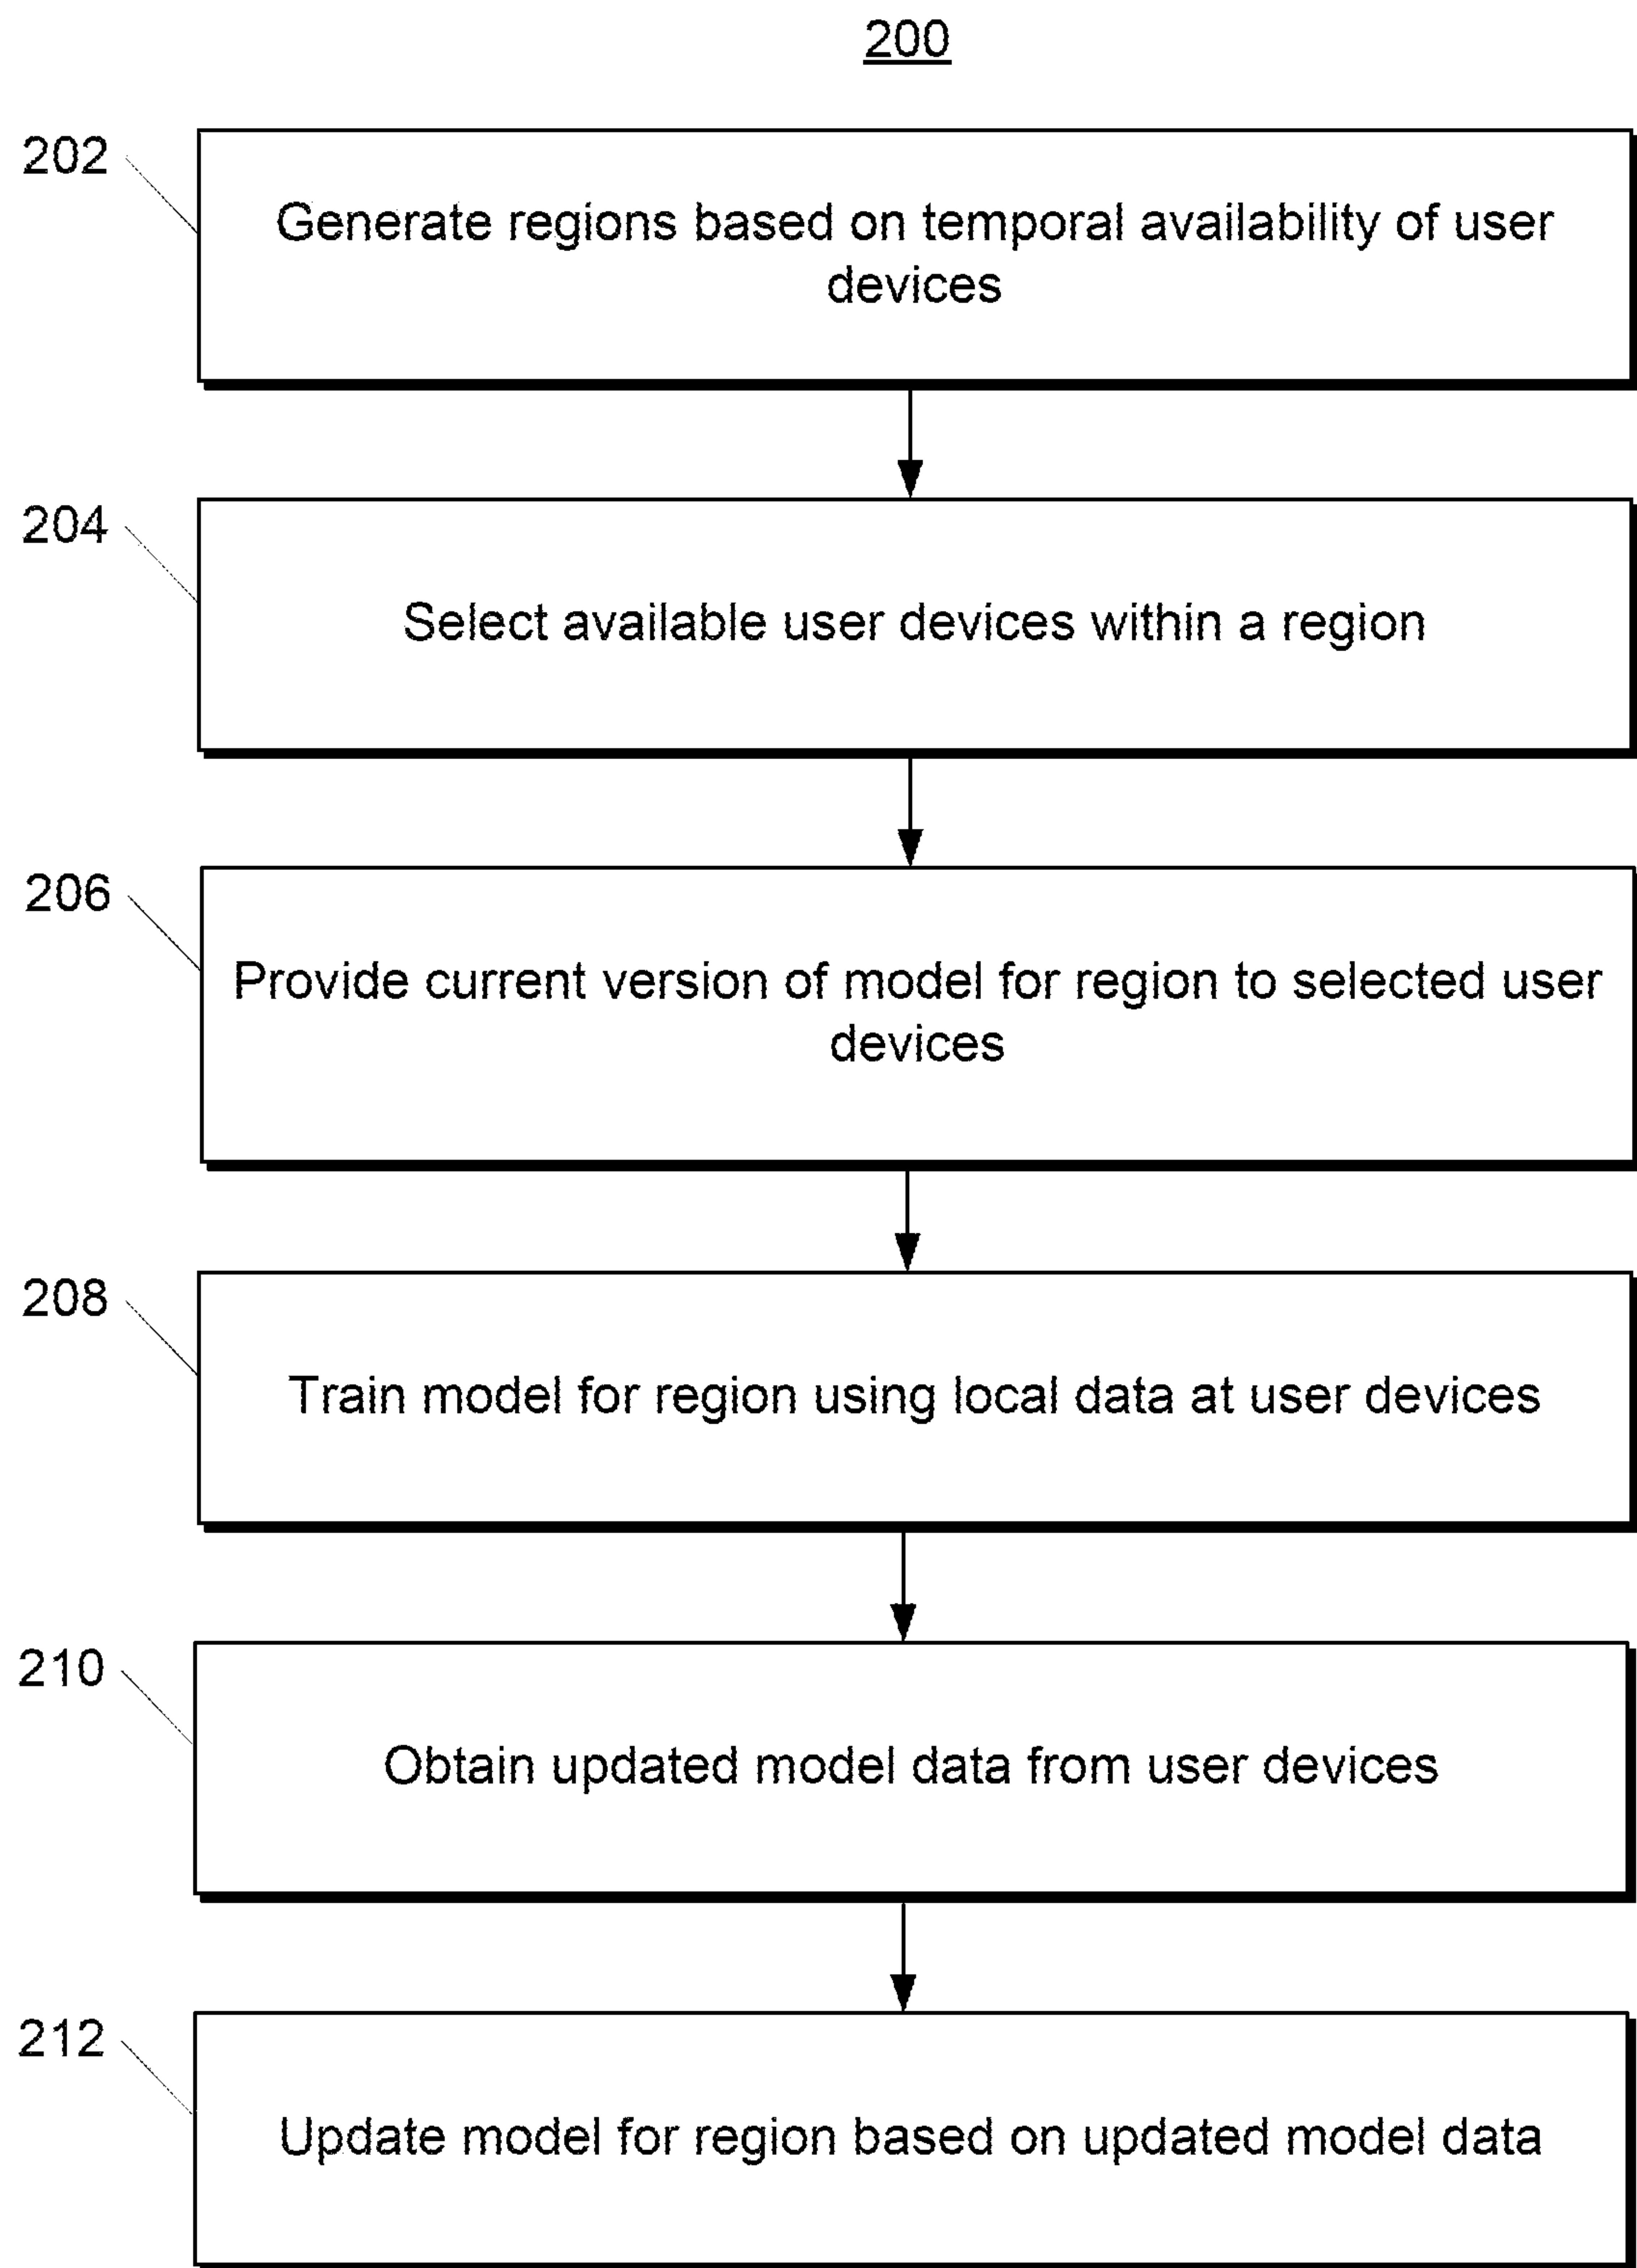 200
202
Generate regions based on temporal availability of user
devices
204
Select available user devices within a region
206
Provide current version of model for region to selected user
devices
208
Train model for region using local data at user devices
210
Obtain updated model data from user devices
212
Update model for region based on updated model data